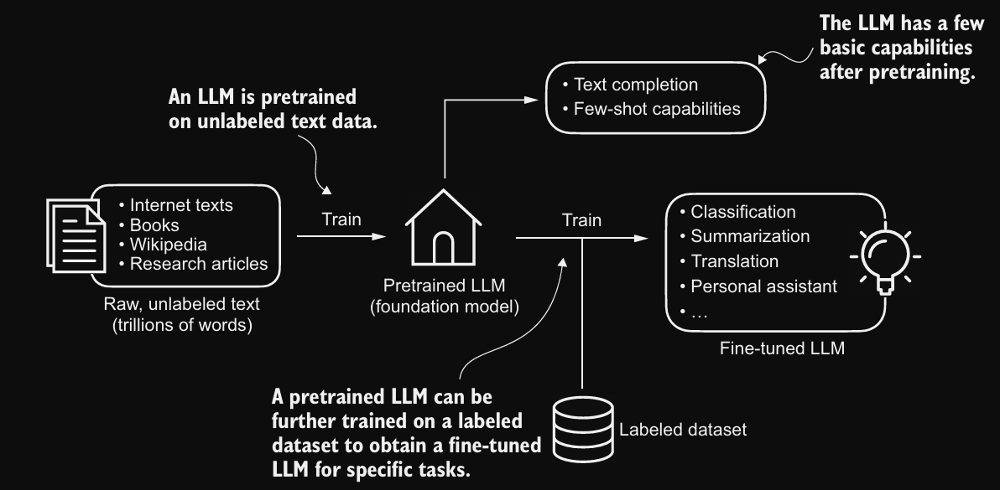 The LLM has a few
basic capabilities
after pretraining.
• Text completion
• Few-shot capabilities
An LLM is pretrained
on unlabeled text data.
• Internet texts
• Books
• Wikipedia
• Research articles
Raw, unlabeled text
(trillions of words)
Train
Pretrained LLM
(foundation model)
Train
• Classification
• Summarization
• Translation
• Personal assistant
• …
Fine-tuned LLM
A pretrained LLM can be
further trained on a labeled
dataset to obtain a fine-tuned
LLM for specific tasks.
Labeled dataset